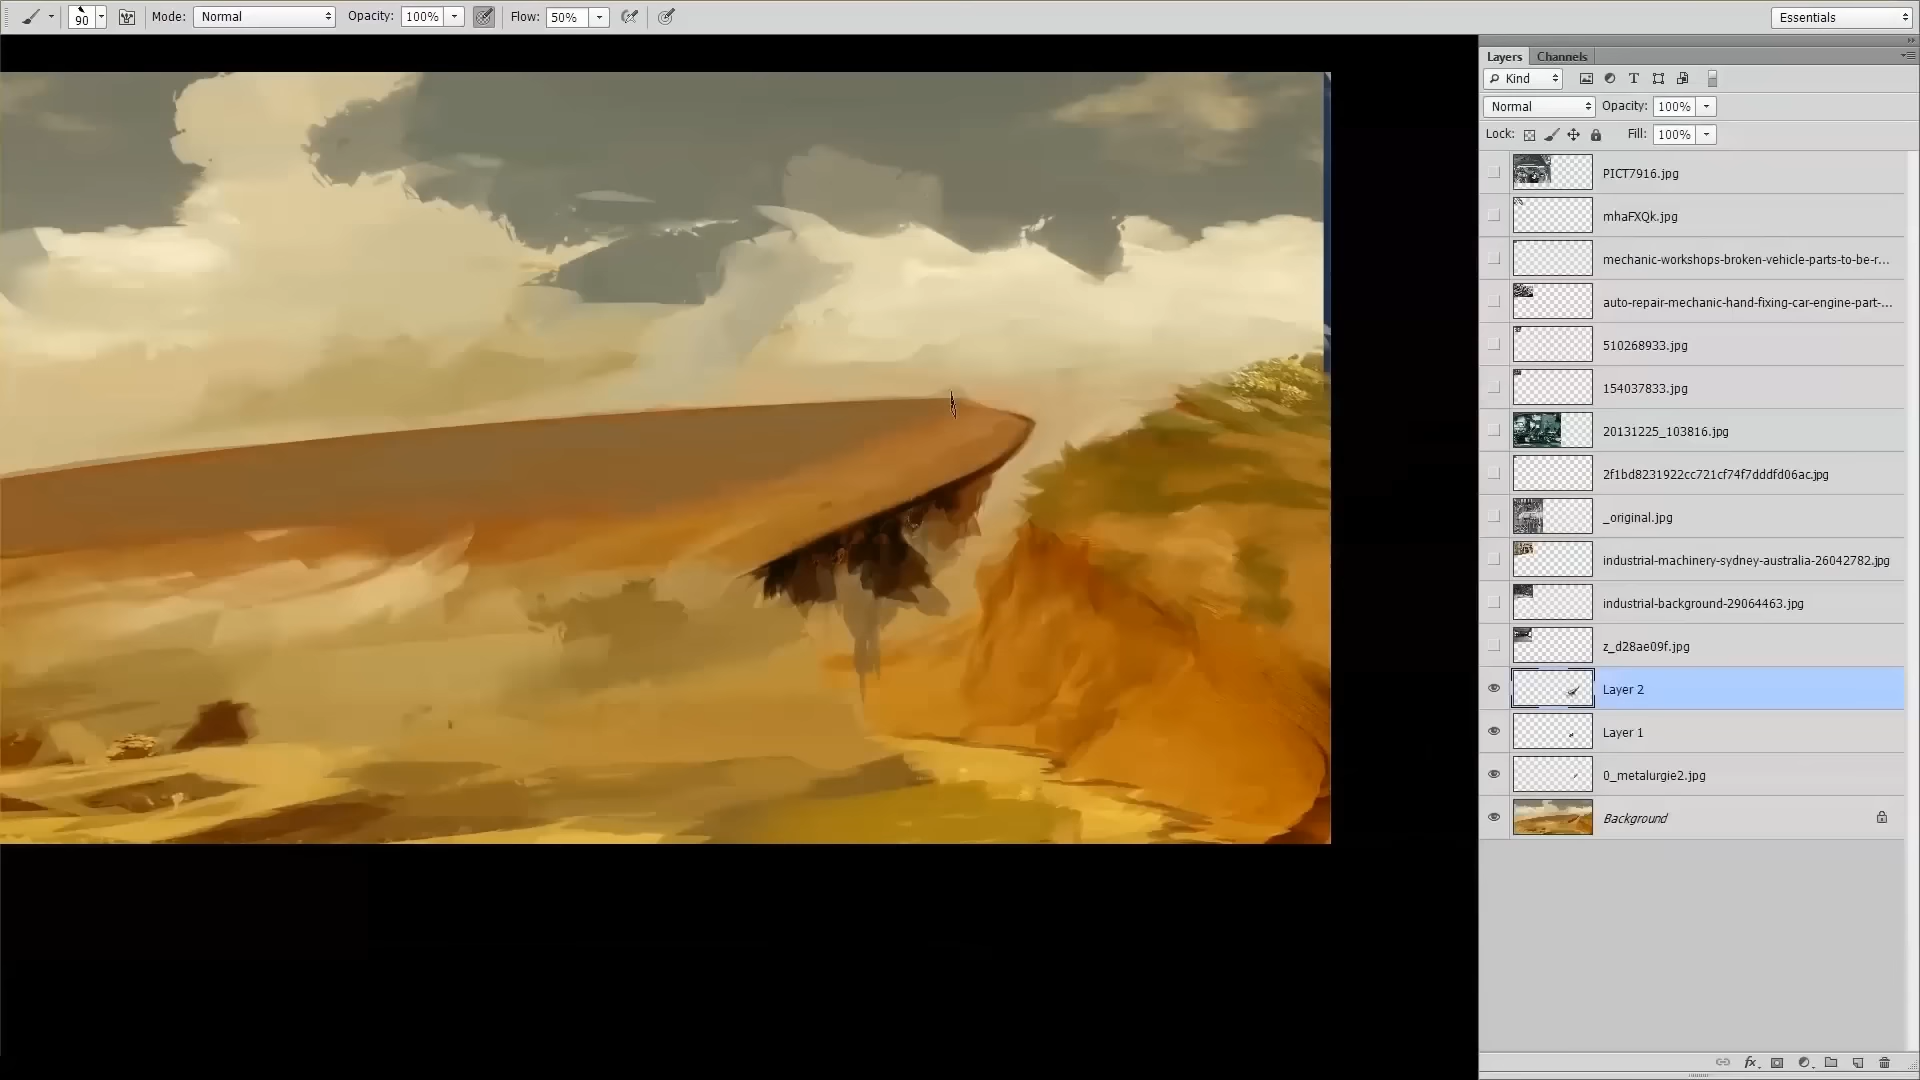 90 Mode: Normal Opacity: 100% Flow: 50% Essentials
Layers Channels
Kind
Normal Opacity: 100%
Lock: Fill: 100%
PICT7916.jpg
mhaFXQk.jpg
mechanic-workshops-broken-vehicle-parts-to-be-r...
auto-repair-mechanic-hand-fixing-car-engine-part-...
510268933.jpg
154037833.jpg
20131225_103816.jpg
2f1bd8231922cc721cf74f7dddfd06ac.jpg
_original.jpg
industrial-machinery-sydney-australia-26042782.jpg
industrial-background-29064463.jpg
z_d28ae09f.jpg
Layer 2
Layer 1
0_metalurgie2.jpg
Background
fx